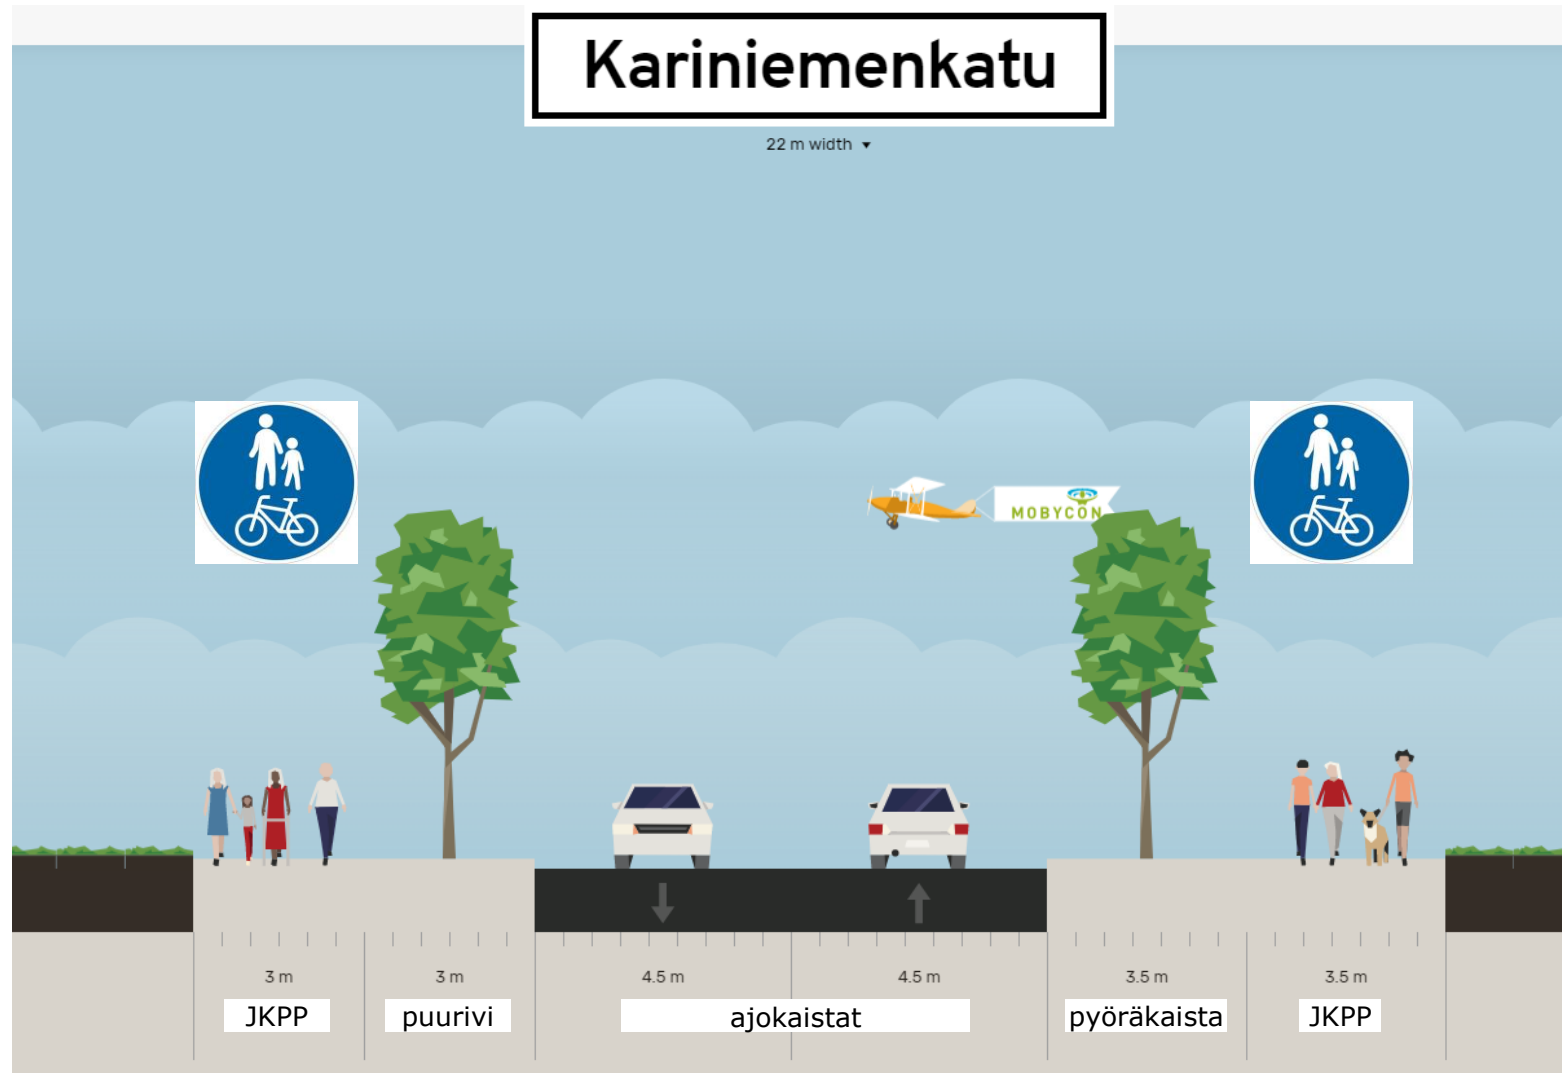 Kariniemenkatu
22 m width
MOBYCON
3 m
3 m
4.5 m
4.5 m
3.5 m
3.5 m
JKPP
puurivi
ajokaistat
pyöräkaista
JKPP